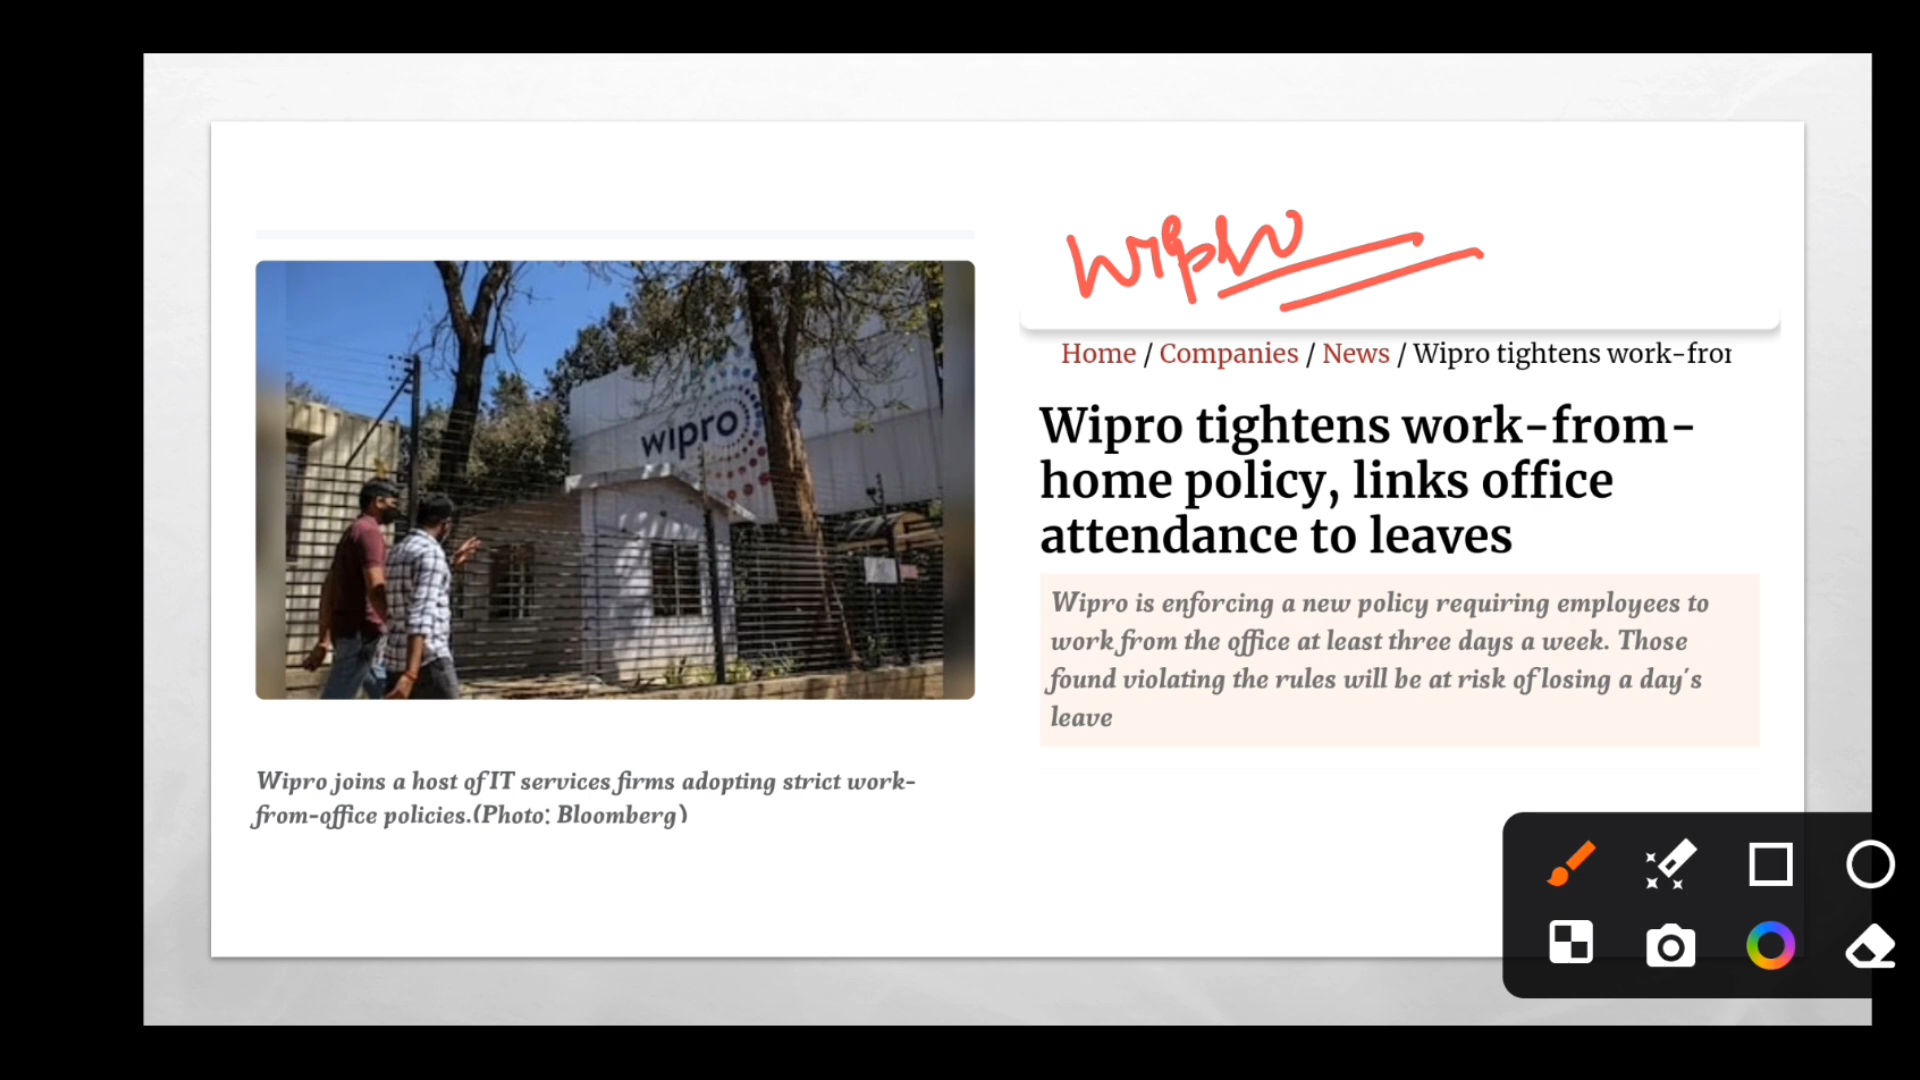 wipro
wipro
Wipro joins a host of IT services firms adopting strict work-
from-office policies.(Photo: Bloomberg)
Home / Companies / News / Wipro tightens work-fror
Wipro tightens work-from-
home policy, links office
attendance to leaves
Wipro is enforcing a new policy requiring employees to
work from the office at least three days a week. Those
found violating the rules will be at risk of losing a day's
leave